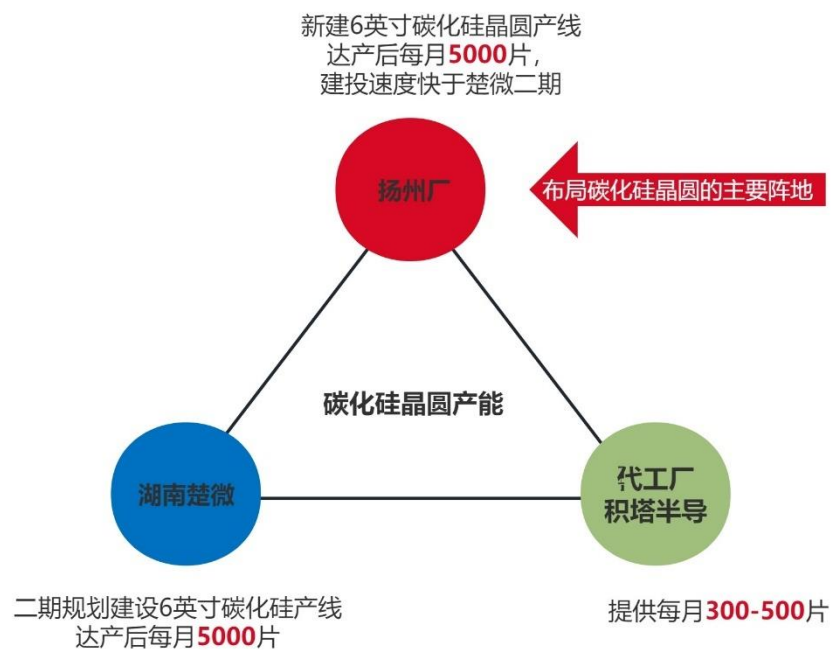 新建6英寸碳化硅晶圆产线
达产后每月5000片，
建投速度快于楚微二期
扬州厂
布局碳化硅晶圆的主要阵地
碳化硅晶圆产能
湖南楚微
代工厂
积塔半导
二期规划建设6英寸碳化硅产线
达产后每月5000片
提供每月300-500片